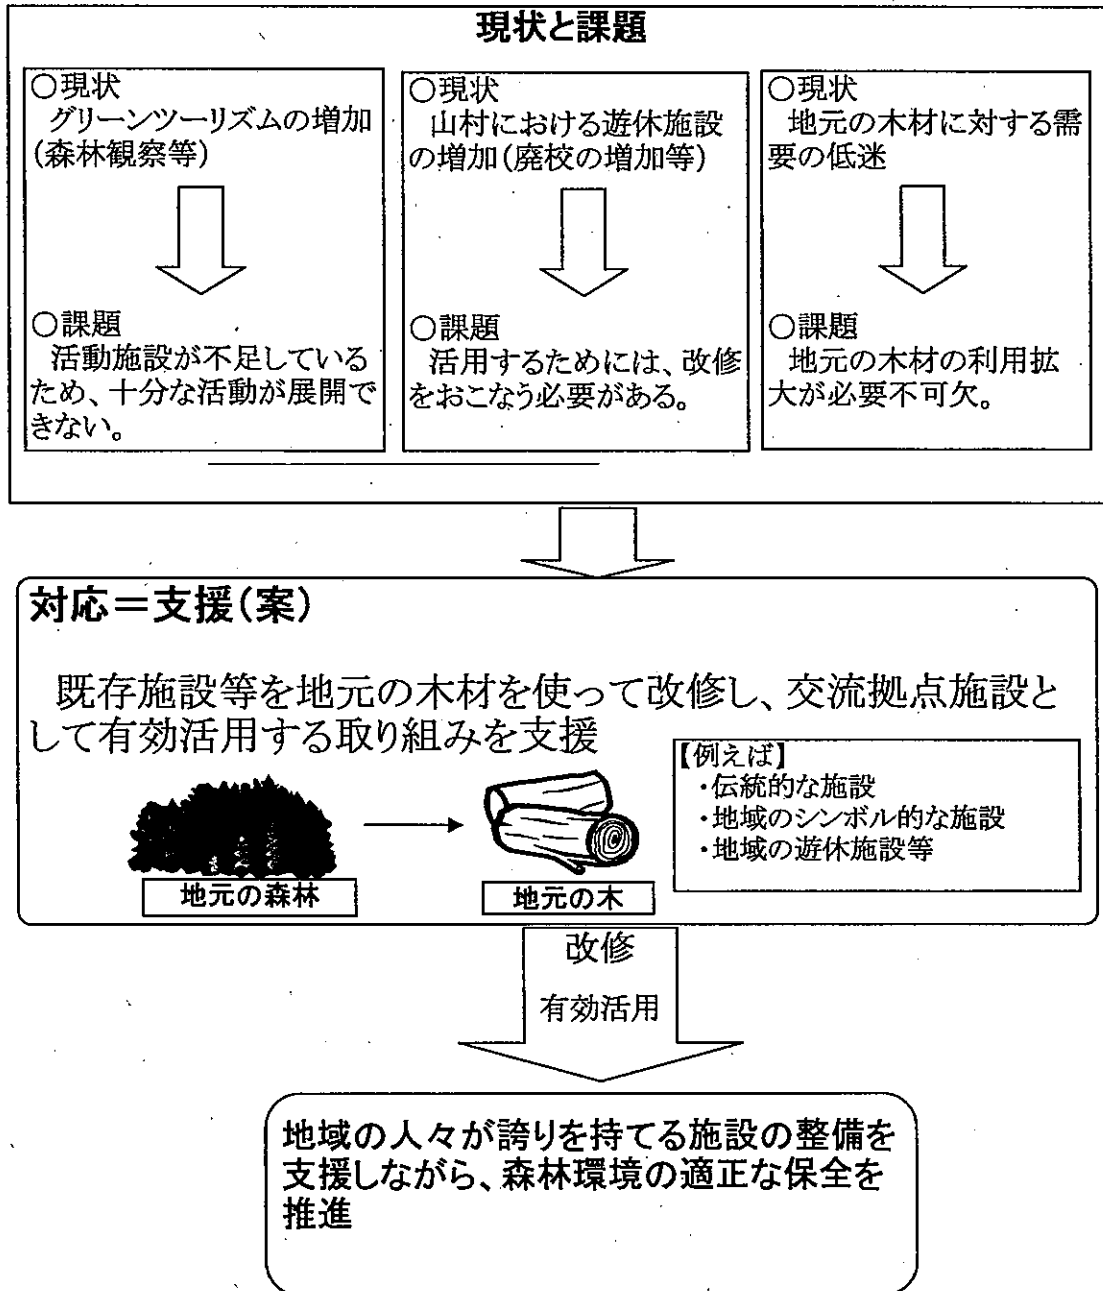 現状と課題
○現状
グリーンツーリズムの増加
(森林観察等)
○課題
活動施設が不足している
ため、十分な活動が展開で
きない。
○現状
山村における遊休施設
の増加(廃校の増加等)
○課題
活用するためには、改修
をおこなう必要がある。
○現状
地元の木材に対する需
要の低迷
○課題
地元の木材の利用拡
大が必要不可欠。
対応＝支援(案)
既存施設等を地元の木材を使って改修し、交流拠点施設と
して有効活用する取り組みを支援
【例えば】
・伝統的な施設
・地域のシンボル的な施設
・地域の遊休施設等
地元の森林
地元の木
改修
有効活用
地域の人々が誇りを持てる施設の整備を
支援しながら、森林環境の適正な保全を
推進